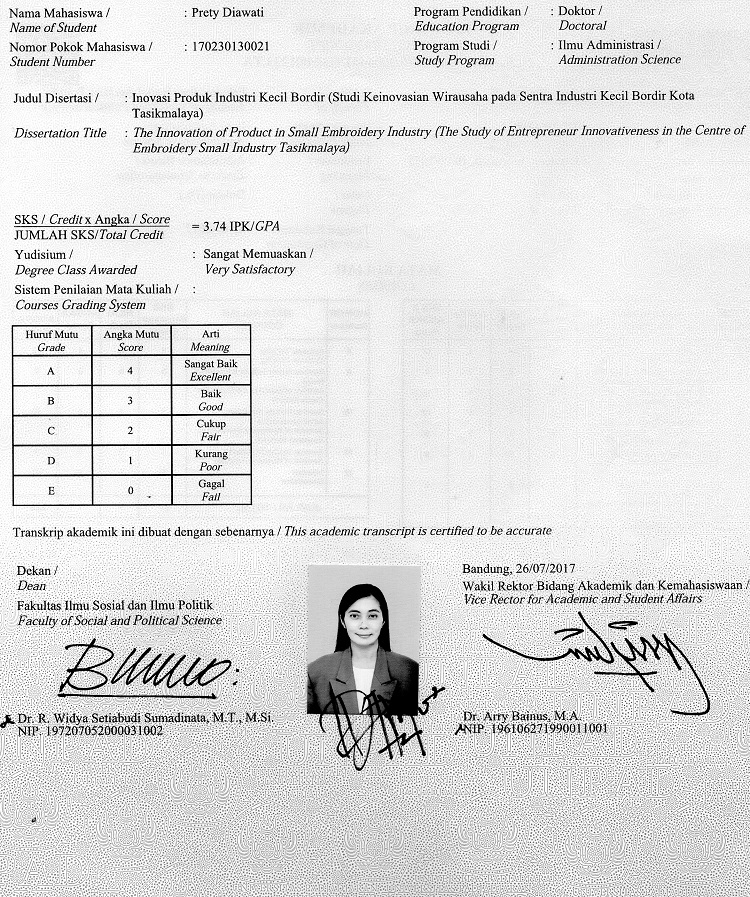 Nama Mahasiswa / : Prety Diawati Program Pendidikan / : Doktor /
Name of Student Education Program Doctoral
Nomor Pokok Mahasiswa / : 170230130021 Program Studi / : Ilmu Administrasi /
Student Number Study Program Administration Science
Judul Disertasi / : Inovasi Produk Industri Kecil Bordir (Studi Keinovasian Wirausaha pada Sentra Industri Kecil Bordir Kota
Tasikmalaya)
Dissertation Title : The Innovation of Product in Small Embroidery Industry (The Study of Entrepreneur Innovativeness in the Centre of
Embroidery Small Industry Tasikmalaya)
SKS / Credit x Angka / Score
JUMLAH SKS/Total Credit = 3.74 IPK/GPA
Yudisium / : Sangat Memuaskan /
Degree Class Awarded Very Satisfactory
Sistem Penilaian Mata Kuliah / :
Courses Grading System
Huruf Mutu Angka Mutu Arti
Grade Score Meaning
A 4 Sangat Baik
Excellent
B 3 Baik
Good
C 2 Cukup
Fair
D 1 Kurang
Poor
E 0 Gagal
Fail
Transkrip akademik ini dibuat dengan sebenarnya / This academic transcript is certified to be accurate
Dekan /
Dean
Fakultas Ilmu Sosial dan Ilmu Politik
Faculty of Social and Political Science
Dr. R. Widya Setiabudi Sumadinata, M.T., M.Si.
NIP. 197207052000031002
Bandung, 26/07/2017
Wakil Rektor Bidang Akademik dan Kemahasiswaan /
Vice Rector for Academic and Student Affairs
Dr. Arry Bainus, M.A.
NIP. 196106271990011001